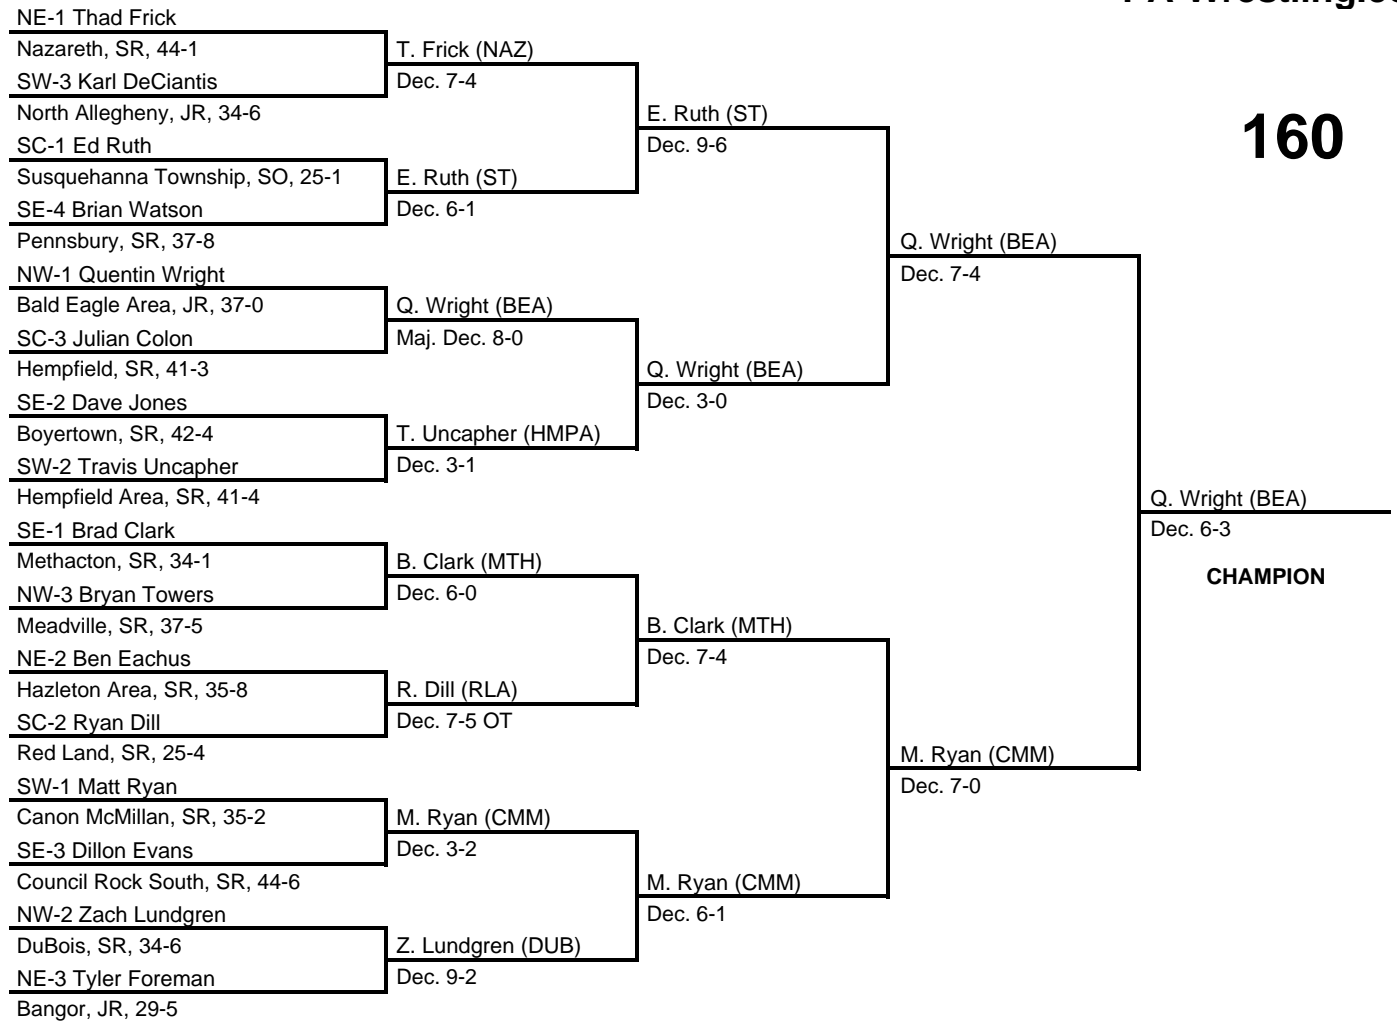 NE-1 Thad Frick
Nazareth, SR, 44-1
SW-3 Karl DeCiantis
North Allegheny, JR, 34-6
SC-1 Ed Ruth
Susquehanna Township, SO, 25-1
SE-4 Brian Watson
Pennsbury, SR, 37-8
NW-1 Quentin Wright
Bald Eagle Area, JR, 37-0
SC-3 Julian Colon
Hempfield, SR, 41-3
SE-2 Dave Jones
Boyertown, SR, 42-4
SW-2 Travis Uncapher
Hempfield Area, SR, 41-4
SE-1 Brad Clark
Methacton, SR, 34-1
NW-3 Bryan Towers
Meadville, SR, 37-5
NE-2 Ben Eachus
Hazleton Area, SR, 35-8
SC-2 Ryan Dill
Red Land, SR, 25-4
SW-1 Matt Ryan
Canon McMillan, SR, 35-2
SE-3 Dillon Evans
Council Rock South, SR, 44-6
NW-2 Zach Lundgren
DuBois, SR, 34-6
NE-3 Tyler Foreman
Bangor, JR, 29-5
T. Frick (NAZ)
Dec. 7-4
E. Ruth (ST)
Dec. 6-1
Q. Wright (BEA)
Maj. Dec. 8-0
T. Uncapher (HMPA)
Dec. 3-1
B. Clark (MTH)
Dec. 6-0
R. Dill (RLA)
Dec. 7-5 OT
M. Ryan (CMM)
Dec. 3-2
Z. Lundgren (DUB)
Dec. 9-2
E. Ruth (ST)
Dec. 9-6
Q. Wright (BEA)
Dec. 3-0
B. Clark (MTH)
Dec. 7-4
M. Ryan (CMM)
Dec. 6-1
Q. Wright (BEA)
Dec. 7-4
M. Ryan (CMM)
Dec. 7-0
160
Q. Wright (BEA)
Dec. 6-3
CHAMPION